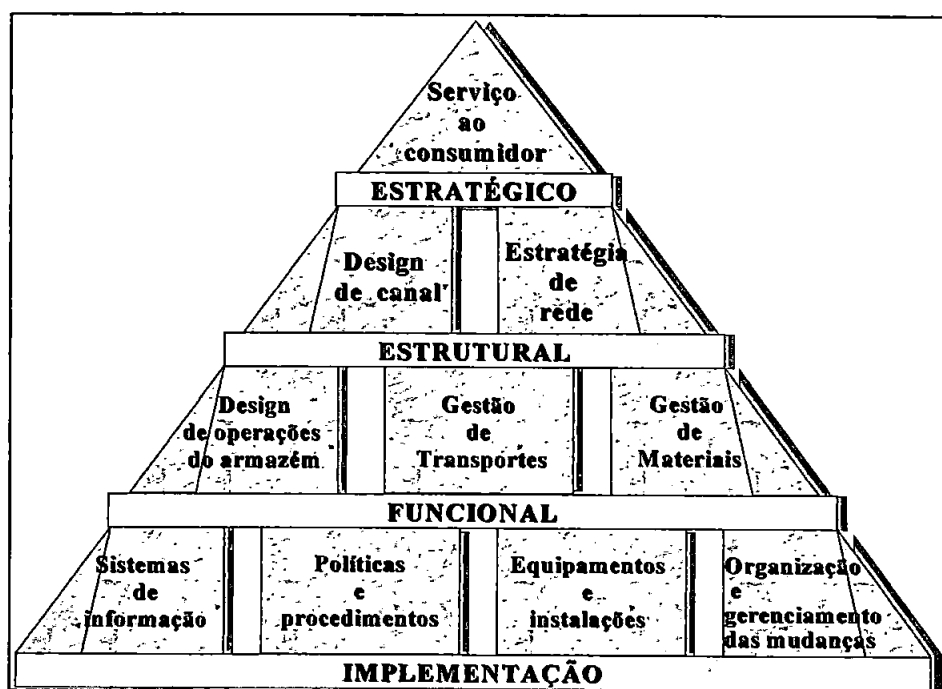 Serviço
ao
consumidor
ESTRATÉGICO
Design
de canal
Estratégia
de
rede
ESTRUTURAL
Design
de operações
do armazém
Gestão
de
Transportes
Gestão
de
Materiais
FUNCIONAL
Sistemas
de
informação
Políticas
e
procedimentos
Equipamentos
e
instalações
Organização
e
gerenciamento
das mudanças
IMPLEMENTAÇÃO